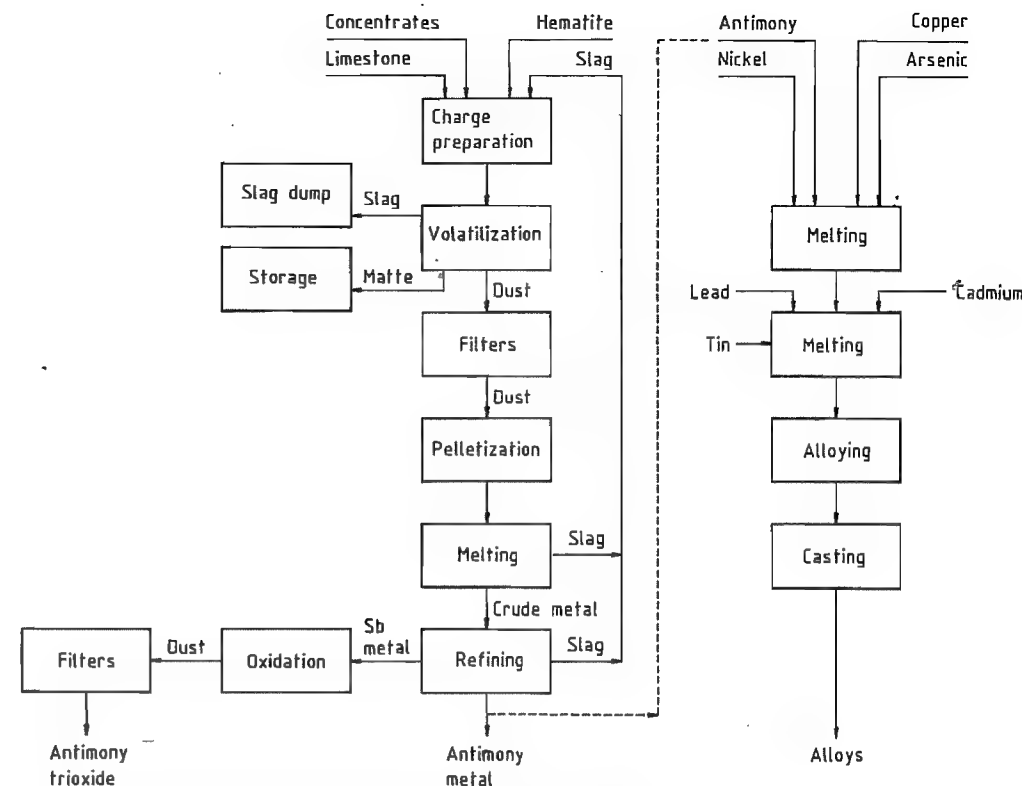 Concentrates
Hematite
Limestone
Slag
Charge
preparation
Slag dump
Slag
Volatilization
Storage
Matte
Dust
Filters
Dust
Pelletization
Melting
Slag
Crude metal
Filters
Dust
Oxidation
Sb
metal
Refining
Slag
Antimony
trioxide
Antimony
metal
Antimony
Copper
Nickel
Arsenic
Melting
Lead
Cadmium
Tin
Melting
Alloying
Casting
Alloys